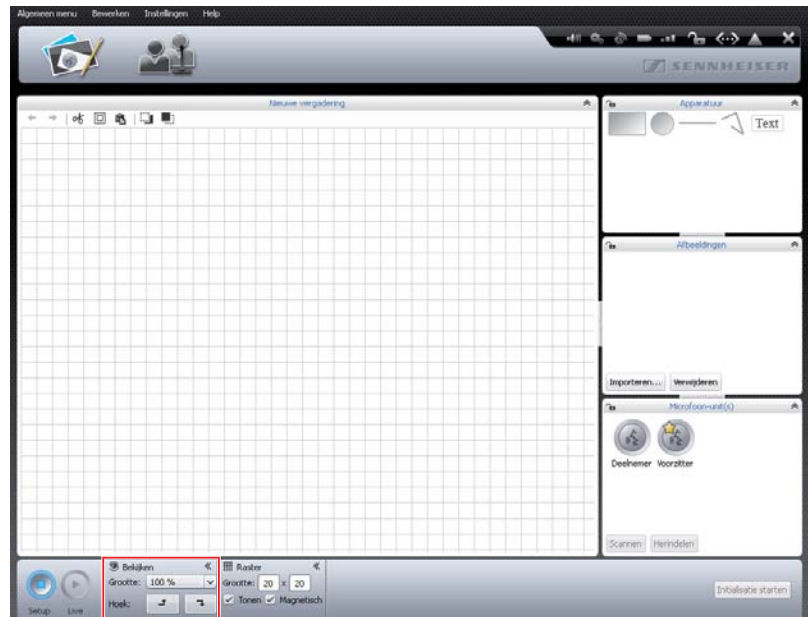 Algemeen menu Bewerken Instellingen Help
SENNHEISER
Nieuwe vergadering
Apparatuur
Text
Afbeeldingen
Importeren... Verwijderen
Microfoon-unit(s)
Deelnemer Voorzitter
Scannen Herindelen
Bekijken
Grootte: 100 %
Hoek:
Raster
Grootte: 20 x 20
Tonen Magnetisch
Setup Live
Initialisatie starten